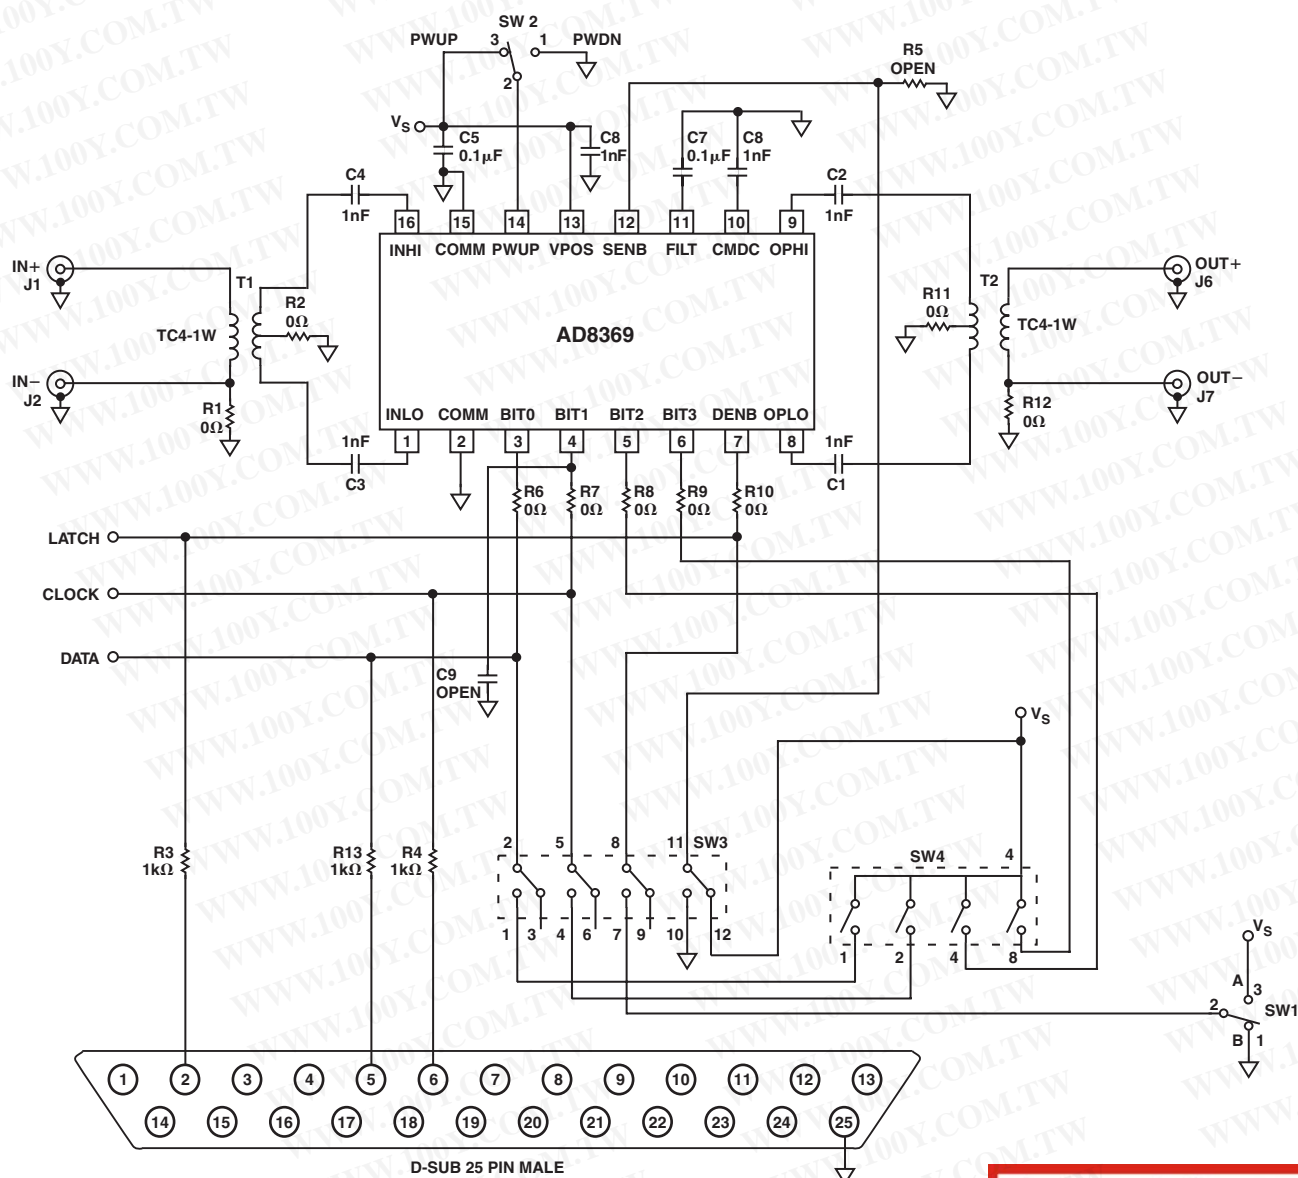 SW 2
PWUP
3
1
PWDN
2
R5
OPEN
VS
C5
0.1µF
C8
1nF
C7
0.1µF
C8
1nF
C4
1nF
C2
1nF
16
15
14
13
12
11
10
9
INHI
COMM
PWUP
VPOS
SENB
FILT
CMDC
OPHI
IN+
J1
T1
R2
0Ω
TC4-1W
AD8369
R11
0Ω
T2
TC4-1W
OUT+
J6
IN−
J2
R1
0Ω
OUT−
J7
R12
0Ω
INLO
COMM
BIT0
BIT1
BIT2
BIT3
DENB
OPLO
1
2
3
4
5
6
7
8
1nF
C3
1nF
C1
R6
0Ω
R7
0Ω
R8
0Ω
R9
0Ω
R10
0Ω
LATCH
CLOCK
DATA
C9
OPEN
VS
R3
1kΩ
R13
1kΩ
R4
1kΩ
2
5
8
11
SW3
1
3
4
6
7
9
10
12
SW4
4
1
2
4
8
VS
A
3
2
SW1
B
1
1
2
3
4
5
6
7
8
9
10
11
12
13
14
15
16
17
18
19
20
21
22
23
24
25
D-SUB 25 PIN MALE
WWW.100Y.COM.TW